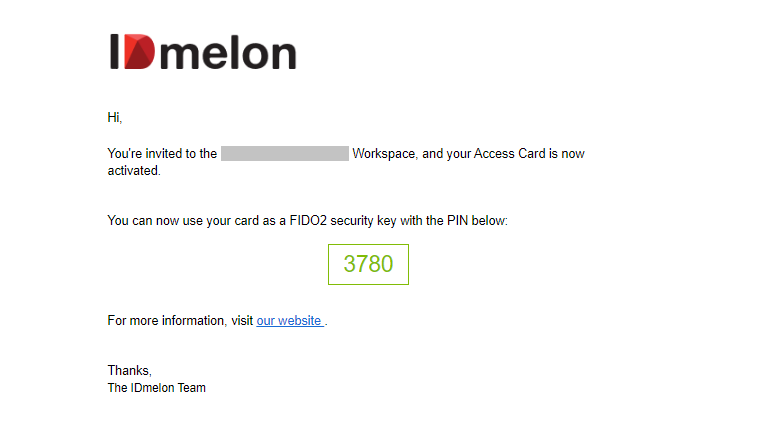 IDmelon
Hi,
You're invited to the Workspace, and your Access Card is now
activated.
You can now use your card as a FIDO2 security key with the PIN below:
3780
For more information, visit our website .
Thanks,
The IDmelon Team